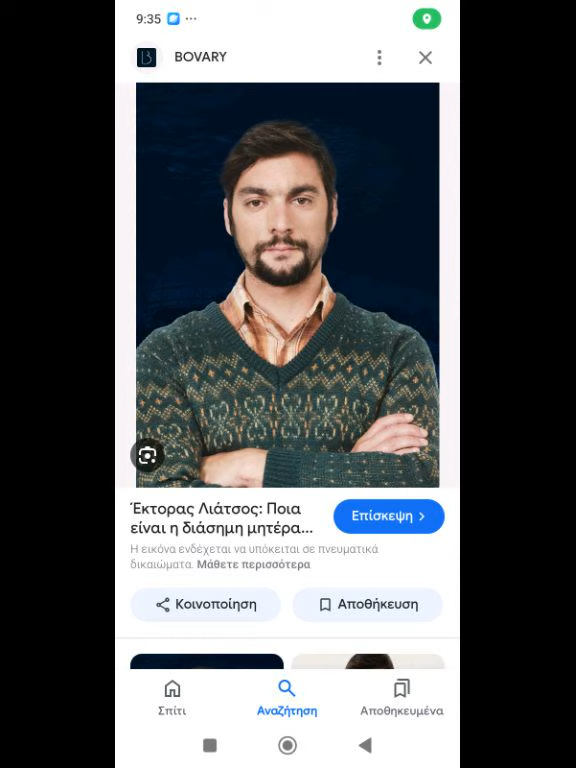 9:35
BOVARY
Έκτορας Λιάτσος: Ποια
είναι η διάσημη μητέρα...
Επίσκεψη
Η εικόνα ενδέχεται να υπόκειται σε πνευματικά
δικαιώματα. Μάθετε περισσότερα
Κοινοποίηση
Αποθήκευση
Σπίτι
Αναζήτηση
Αποθηκευμένα